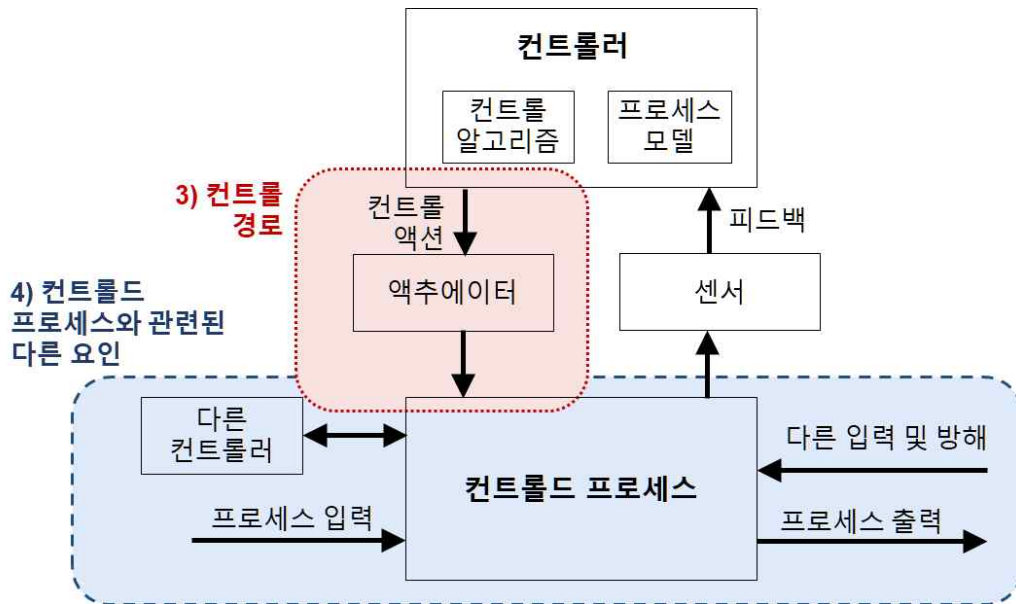 컨트롤러
컨트롤
알고리즘
프로세스
모델
3) 컨트롤
경로
컨트롤
액션
피드백
액추에이터
센서
4) 컨트롤드
프로세스와 관련된
다른 요인
다른
컨트롤러
다른 입력 및 방해
컨트롤드 프로세스
프로세스 입력
프로세스 출력